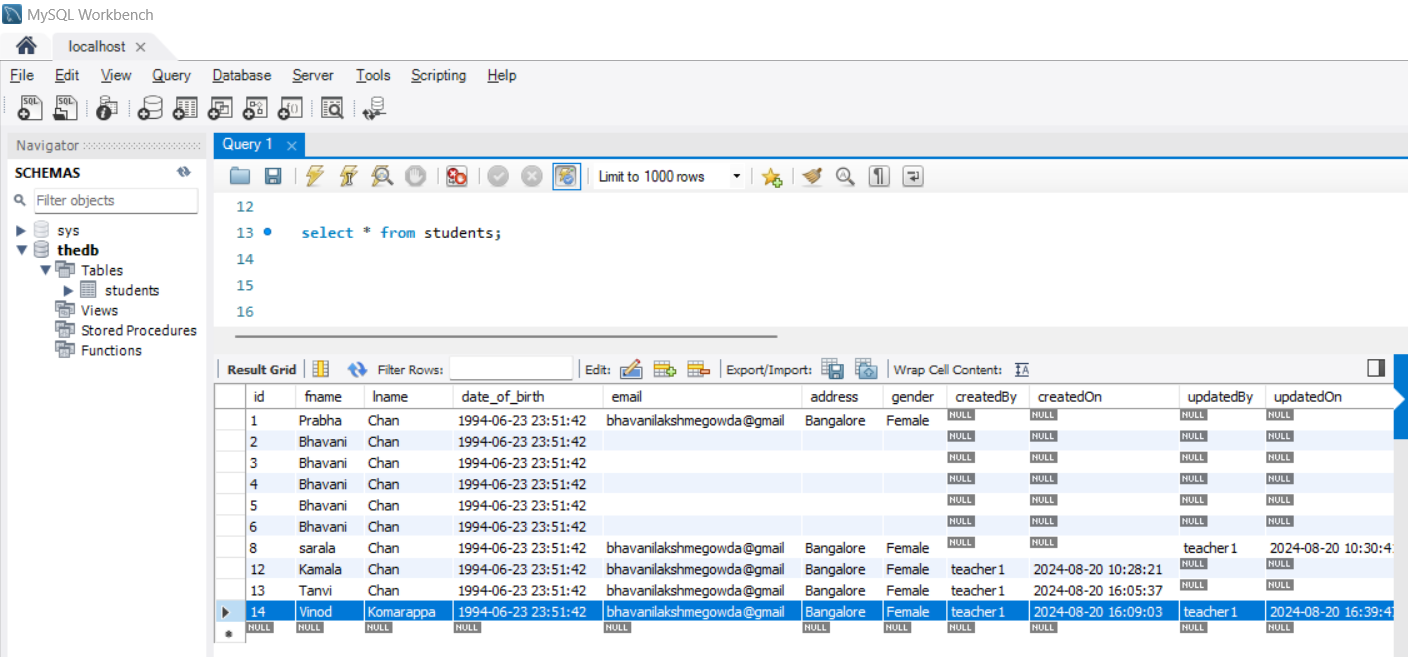 MySQL Workbench
localhost
File Edit View Query Database Server Tools Scripting Help
Navigator
SCHEMAS
Filter objects
sys
thedb
Tables
students
Views
Stored Procedures
Functions
Query 1
Limit to 1000 rows
12
13 select * from students;
14
15
16
Result Grid Filter Rows: Edit: Export/Import: Wrap Cell Content:
id fname lname date_of_birth email address gender createdBy createdOn updatedBy updatedOn
1 Prabha Chan 1994-06-23 23:51:42 bhavanilakshmegowda@gmail Bangalore Female NULL NULL NULL NULL
2 Bhavani Chan 1994-06-23 23:51:42 NULL NULL NULL NULL
3 Bhavani Chan 1994-06-23 23:51:42 NULL NULL NULL NULL
4 Bhavani Chan 1994-06-23 23:51:42 NULL NULL NULL NULL
5 Bhavani Chan 1994-06-23 23:51:42 NULL NULL NULL NULL
6 Bhavani Chan 1994-06-23 23:51:42 NULL NULL NULL NULL
8 sarala Chan 1994-06-23 23:51:42 bhavanilakshmegowda@gmail Bangalore Female NULL NULL teacher1 2024-08-20 10:30:4
12 Kamala Chan 1994-06-23 23:51:42 bhavanilakshmegowda@gmail Bangalore Female teacher1 2024-08-20 10:28:21 NULL NULL
13 Tanvi Chan 1994-06-23 23:51:42 bhavanilakshmegowda@gmail Bangalore Female teacher1 2024-08-20 16:05:37 NULL NULL
14 Vinod Komarappa 1994-06-23 23:51:42 bhavanilakshmegowda@gmail Bangalore Female teacher1 2024-08-20 16:09:03 teacher1 2024-08-20 16:39:4
NULL NULL NULL NULL NULL NULL NULL NULL NULL NULL NULL